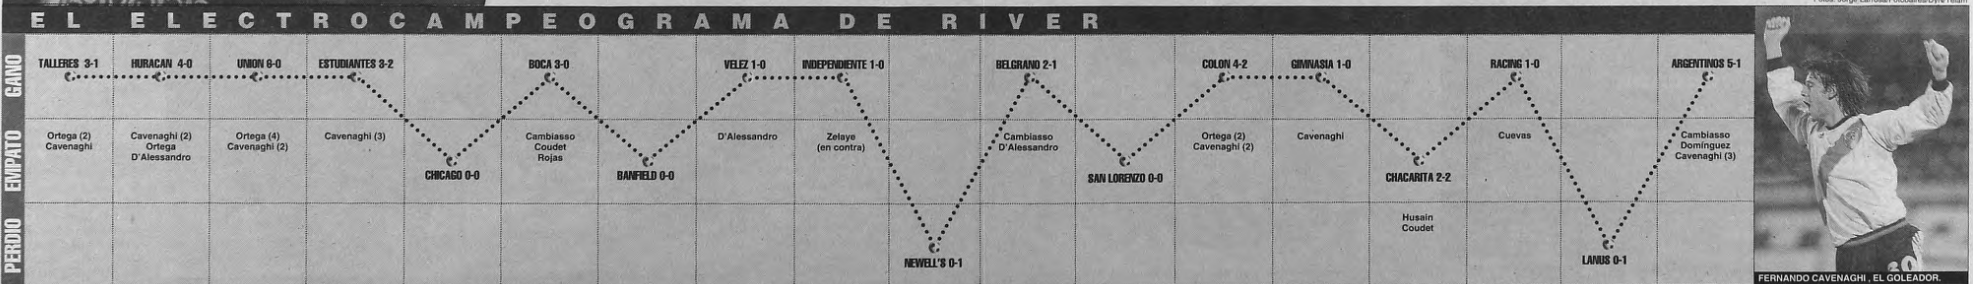 EL ELECTROCAMPEOGRAMA DE RIVER
GANO
TALLERES 3-1
HURACAN 4-0
UNION 6-0
ESTUDIANTES 3-2
BOCA 3-0
VELEZ 1-0
INDEPENDIENTE 1-0
BELGRANO 2-1
COLON 4-2
GIMNASIA 1-0
RACING 1-0
ARGENTINOS 5-1
EMPATO
Ortega (2)
Cavenaghi
Cavenaghi (2)
Ortega
D'Alessandro
Ortega (4)
Cavenaghi (2)
Cavenaghi (3)
CHICAGO 0-0
Cambiasso
Coudet
Rojas
BANFIELD 0-0
D'Alessandro
Zelaye
(en contra)
Cambiasso
D'Alessandro
SAN LORENZO 0-0
Ortega (2)
Cavenaghi (2)
Cavenaghi
CHACARITA 2-2
Cuevas
Cambiasso
Domínguez
Cavenaghi (3)
PERDIO
NEWELL'S 0-1
Husain
Coudet
LANUS 0-1
FERNANDO CAVENAGHI, EL GOLEADOR.